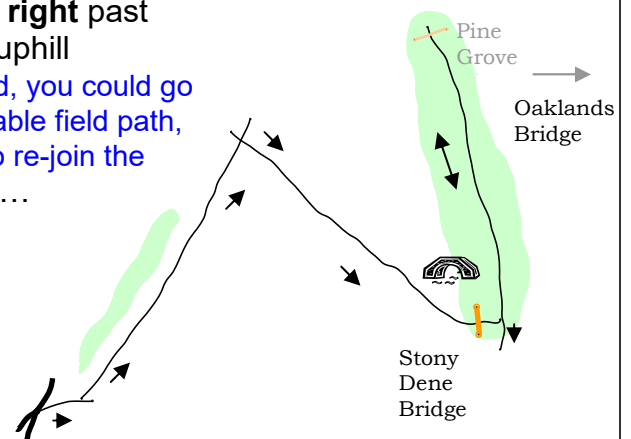 right past
uphill
d, you could go
able field path,
o re-join the
…
Pine
Grove
Oaklands
Bridge
Stony
Dene
Bridge